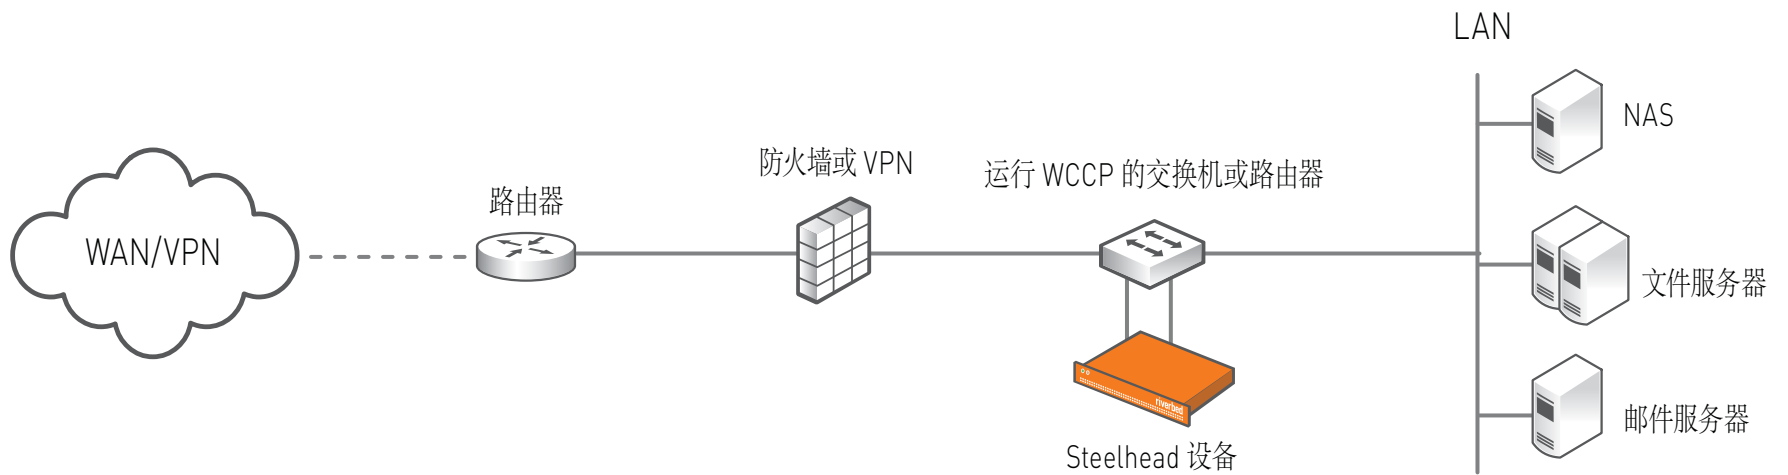 LAN
NAS
防火墙或 VPN
运行 WCCP 的交换机或路由器
路由器
WAN/VPN
文件服务器
riverbed
邮件服务器
Steelhead 设备